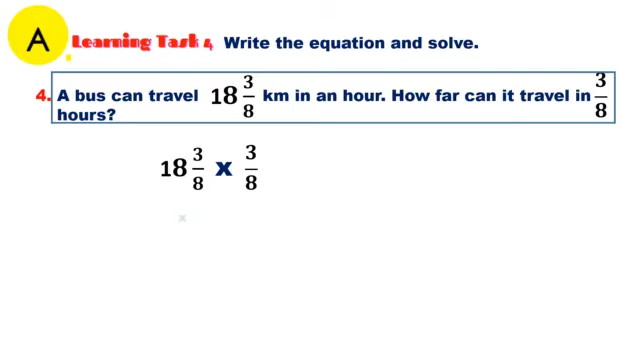 A
Learning Task 4 Write the equation and solve.
4. A bus can travel 18 3/8 km in an hour. How far can it travel in 3/8
hours?
18 3/8 x 3/8
x